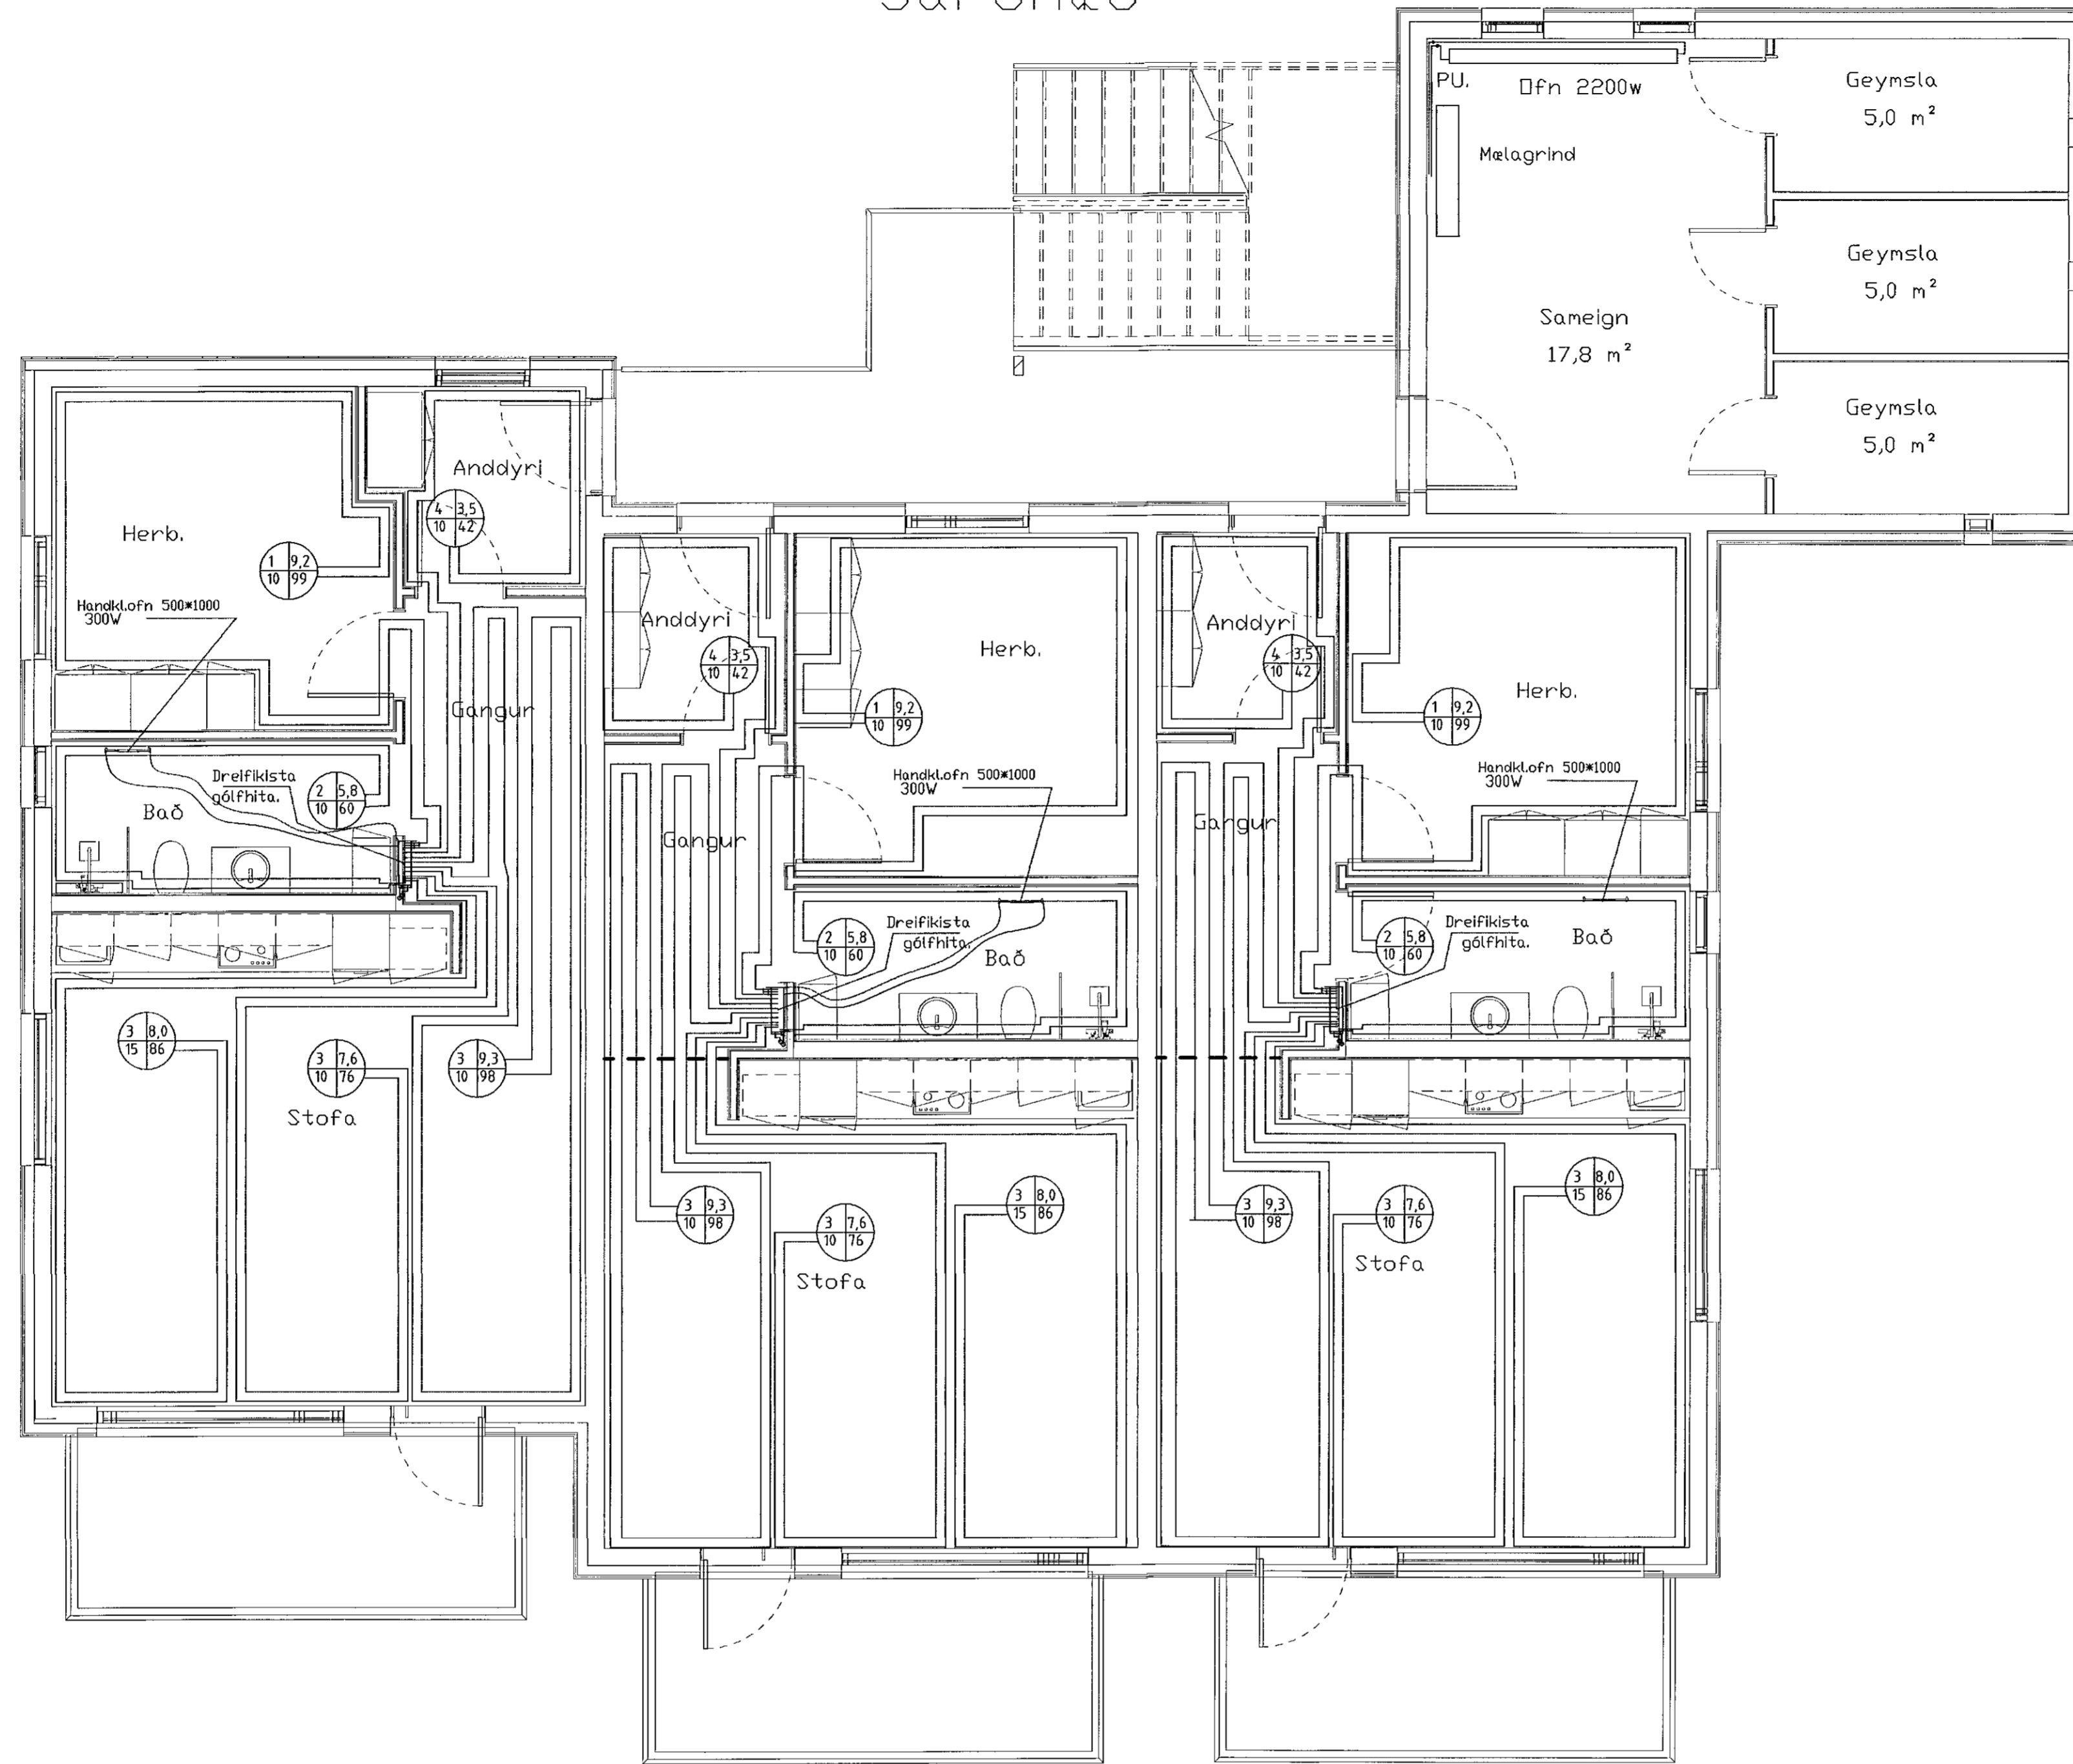 PU.
Ofn 2200w
Mælagrind
Geymsla
5,0 m²
Geymsla
5,0 m²
Sameign
17,8 m²
Geymsla
5,0 m²
Anddyri
4 3,5
10 42
Herb.
1 9,2
10 99
Handkl.ofn 500*1000
300W
Gangur
Dreifikista
gólfhita.
2 5,8
10 60
Bað
3 8,0
15 86
3 7,6
10 76
3 9,3
10 98
Stofa
Anddyri
4 3,5
10 42
Herb.
1 9,2
10 99
Handkl.ofn 500*1000
300W
Gangur
Dreifikista
gólfhita.
2 5,8
10 60
Bað
3 9,3
10 98
3 7,6
10 76
3 8,0
15 86
Stofa
Anddyri
4 3,5
10 42
Herb.
1 9,2
10 99
Handkl.ofn 500*1000
300W
Gangur
Dreifikista
gólfhita.
2 5,8
10 60
Bað
3 9,3
10 98
3 7,6
10 76
3 8,0
15 86
Stofa